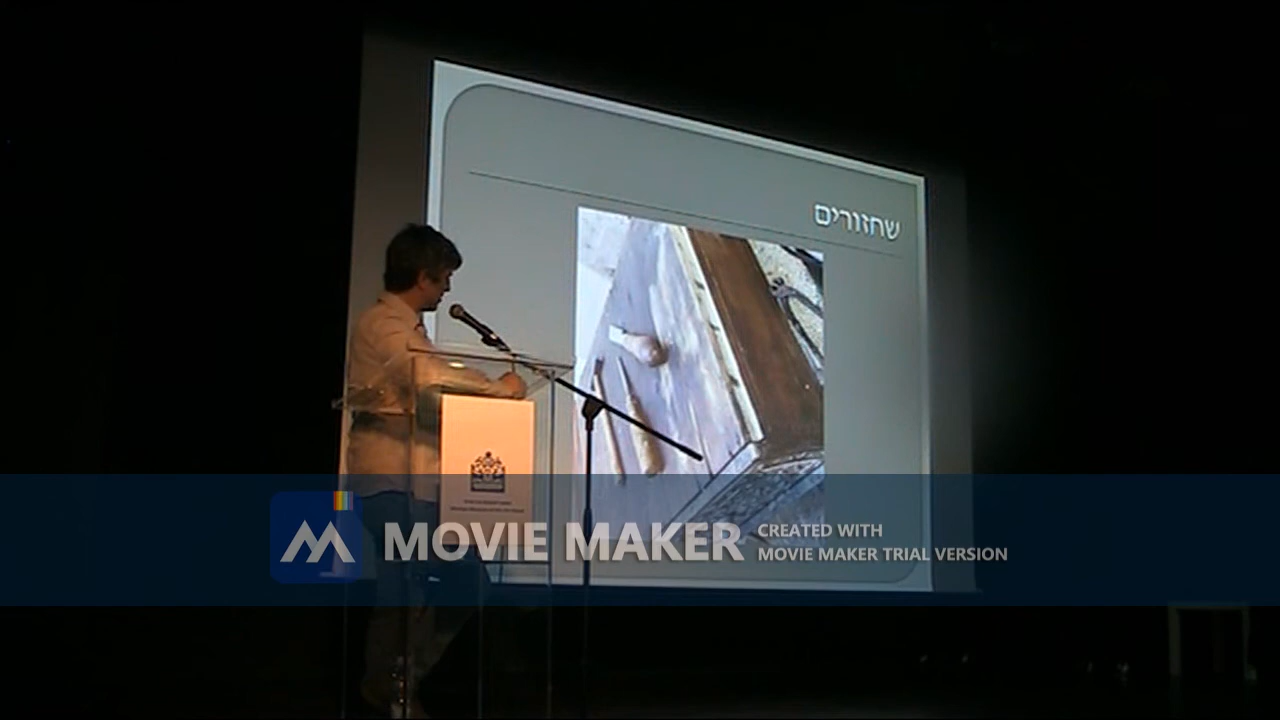 שחזורים
MOVIE MAKER
CREATED WITH
MOVIE MAKER TRIAL VERSION